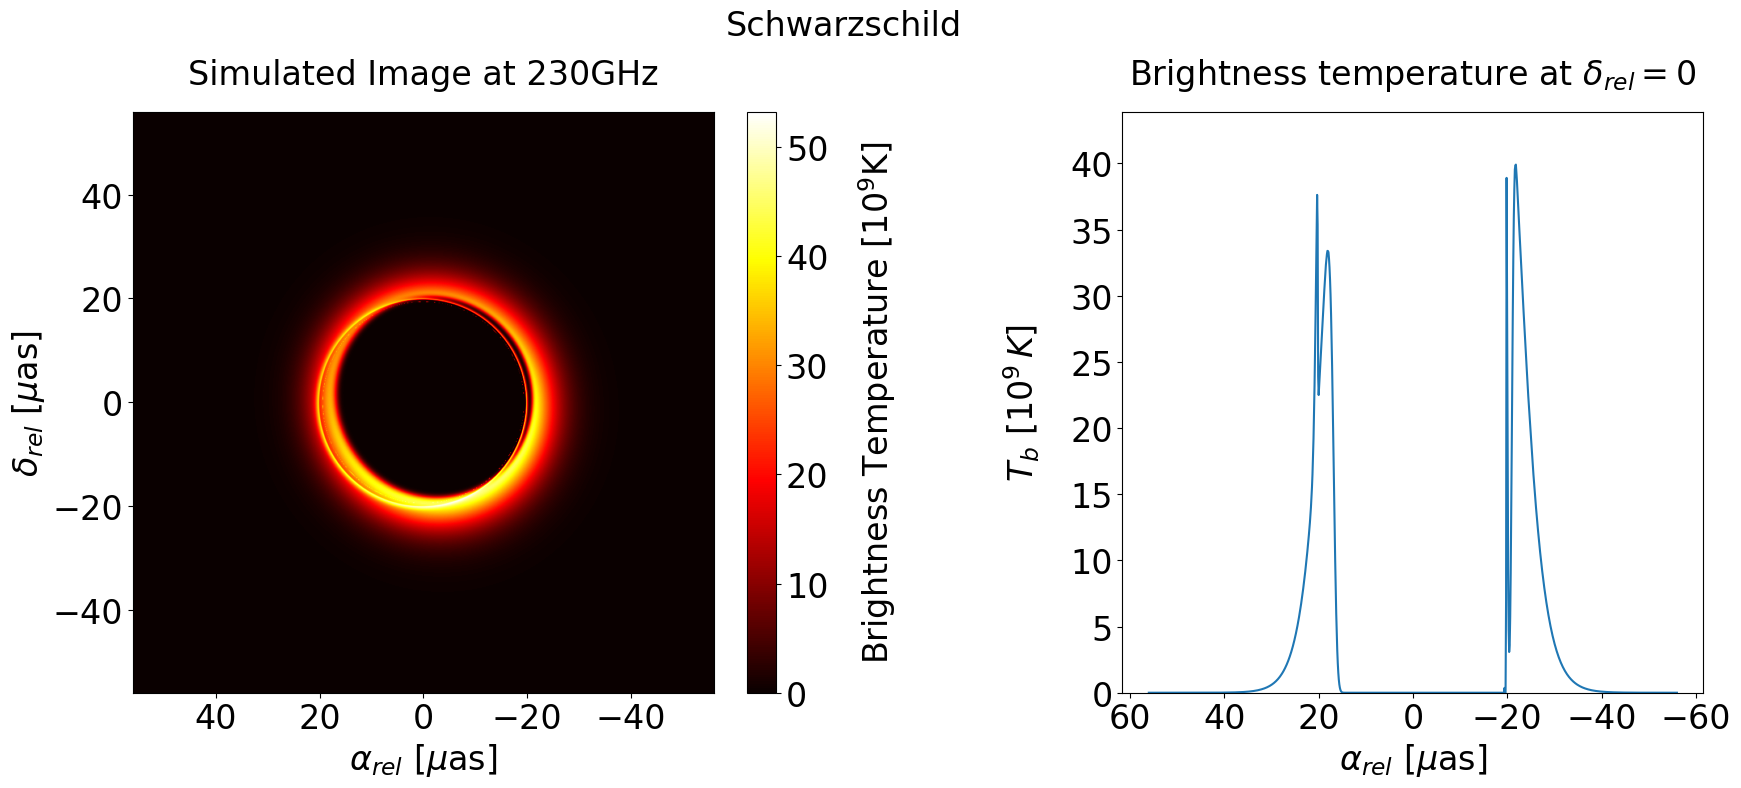 Schwarzschild
Simulated Image at 230GHz
δ_rel [μas]
40
20
0
−20
−40
40 20 0 −20 −40
α_rel [μas]
50
40
30
20
10
0
Brightness Temperature [10⁹K]
Brightness temperature at δ_rel = 0
T_b [10⁹ K]
40
35
30
25
20
15
10
5
0
60 40 20 0 −20 −40 −60
α_rel [μas]